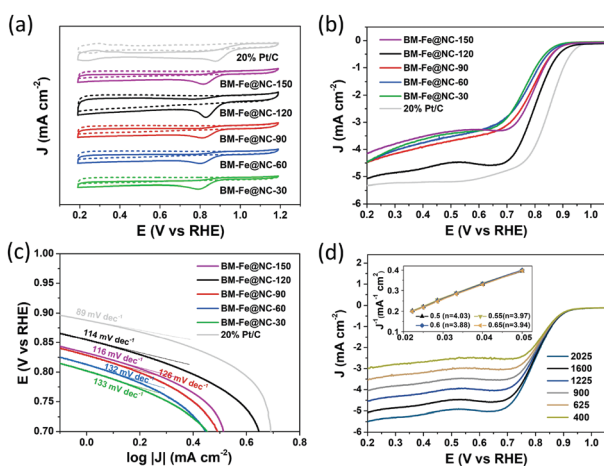 (a)
J (mA cm⁻²)
20% Pt/C
BM-Fe@NC-150
BM-Fe@NC-120
BM-Fe@NC-90
BM-Fe@NC-60
BM-Fe@NC-30
0.2 0.4 0.6 0.8 1.0 1.2
E (V vs RHE)
(b)
J (mA cm⁻²)
0
-1
-2
-3
-4
-5
-6
BM-Fe@NC-150
BM-Fe@NC-120
BM-Fe@NC-90
BM-Fe@NC-60
BM-Fe@NC-30
20% Pt/C
0.2 0.3 0.4 0.5 0.6 0.7 0.8 0.9 1.0
E (V vs RHE)
(c)
E (V vs RHE)
1.00
0.95
0.90
0.85
0.80
0.75
0.70
BM-Fe@NC-150
BM-Fe@NC-120
BM-Fe@NC-90
BM-Fe@NC-60
BM-Fe@NC-30
20% Pt/C
89 mV dec⁻¹
114 mV dec⁻¹
116 mV dec⁻¹
126 mV dec⁻¹
132 mV dec⁻¹
133 mV dec⁻¹
0.0 0.2 0.4 0.6 0.8
log |J| (mA cm⁻²)
(d)
J (mA cm⁻²)
2
1
0
-1
-2
-3
-4
-5
-6
-7
J⁻¹(mA⁻¹ cm²)
0.4
0.3
0.2
0.5 (n=4.03) 0.55(n=3.97)
0.6 (n=3.88) 0.65(n=3.94)
0.02 0.03 0.04 0.05
2025
1600
1225
900
625
400
0.2 0.3 0.4 0.5 0.6 0.7 0.8 0.9 1.0
E (V vs RHE)